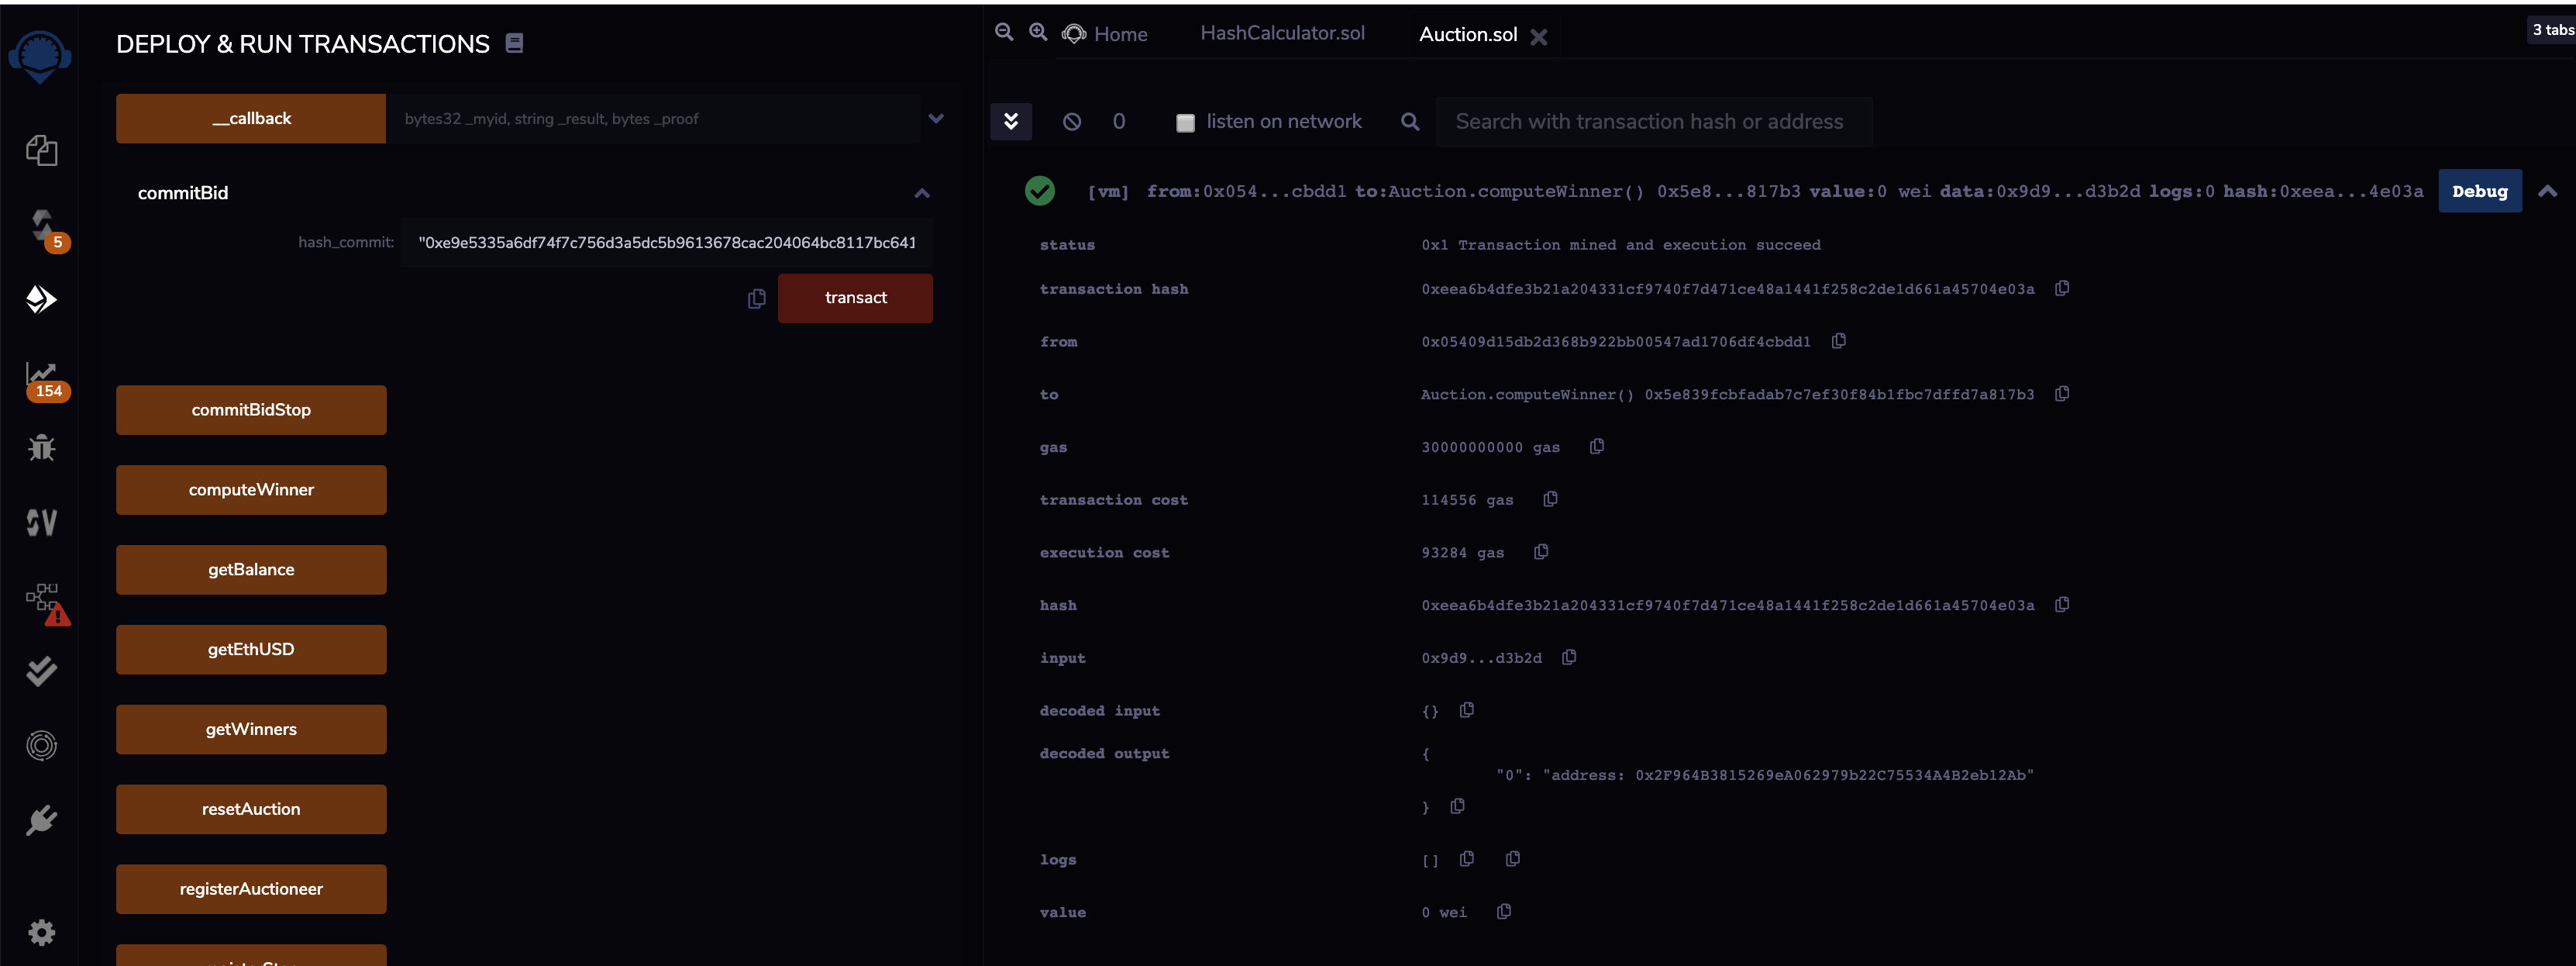 DEPLOY & RUN TRANSACTIONS
__callback
bytes32 _myid, string _result, bytes _proof
commitBid
hash_commit:
"0xe9e5335a6df74f7c756d3a5dc5b9613678cac204064bc8117bc641
transact
5
154
commitBidStop
computeWinner
getBalance
getEthUSD
getWinners
resetAuction
registerAuctioneer
SV
Home
HashCalculator.sol
Auction.sol
3 tabs
0
listen on network
Search with transaction hash or address
[vm] from:0x054...cbdd1 to:Auction.computeWinner() 0x5e8...817b3 value:0 wei data:0x9d9...d3b2d logs:0 hash:0xeea...4e03a
Debug
status 0x1 Transaction mined and execution succeed
transaction hash 0xeea6b4dfe3b21a204331cf9740f7d471ce48a1441f258c2de1d661a45704e03a
from 0x05409d15db2d368b922bb00547ad1706df4cbdd1
to Auction.computeWinner() 0x5e839fcbfadab7c7ef30f84b1fbc7dffd7a817b3
gas 30000000000 gas
transaction cost 114556 gas
execution cost 93284 gas
hash 0xeea6b4dfe3b21a204331cf9740f7d471ce48a1441f258c2de1d661a45704e03a
input 0x9d9...d3b2d
decoded input {}
decoded output {
"0": "address: 0x2F964B3815269eA062979b22C75534A4B2eb12Ab"
}
logs []
value 0 wei